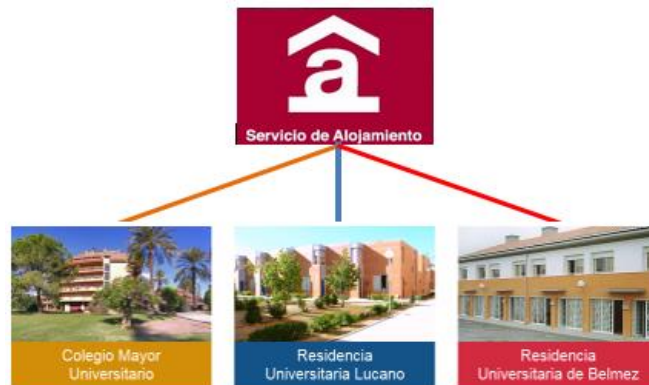 a
Servicio de Alojamiento
Colegio Mayor
Universitario
Residencia
Universitaria Lucano
Residencia
Universitaria de Belmez